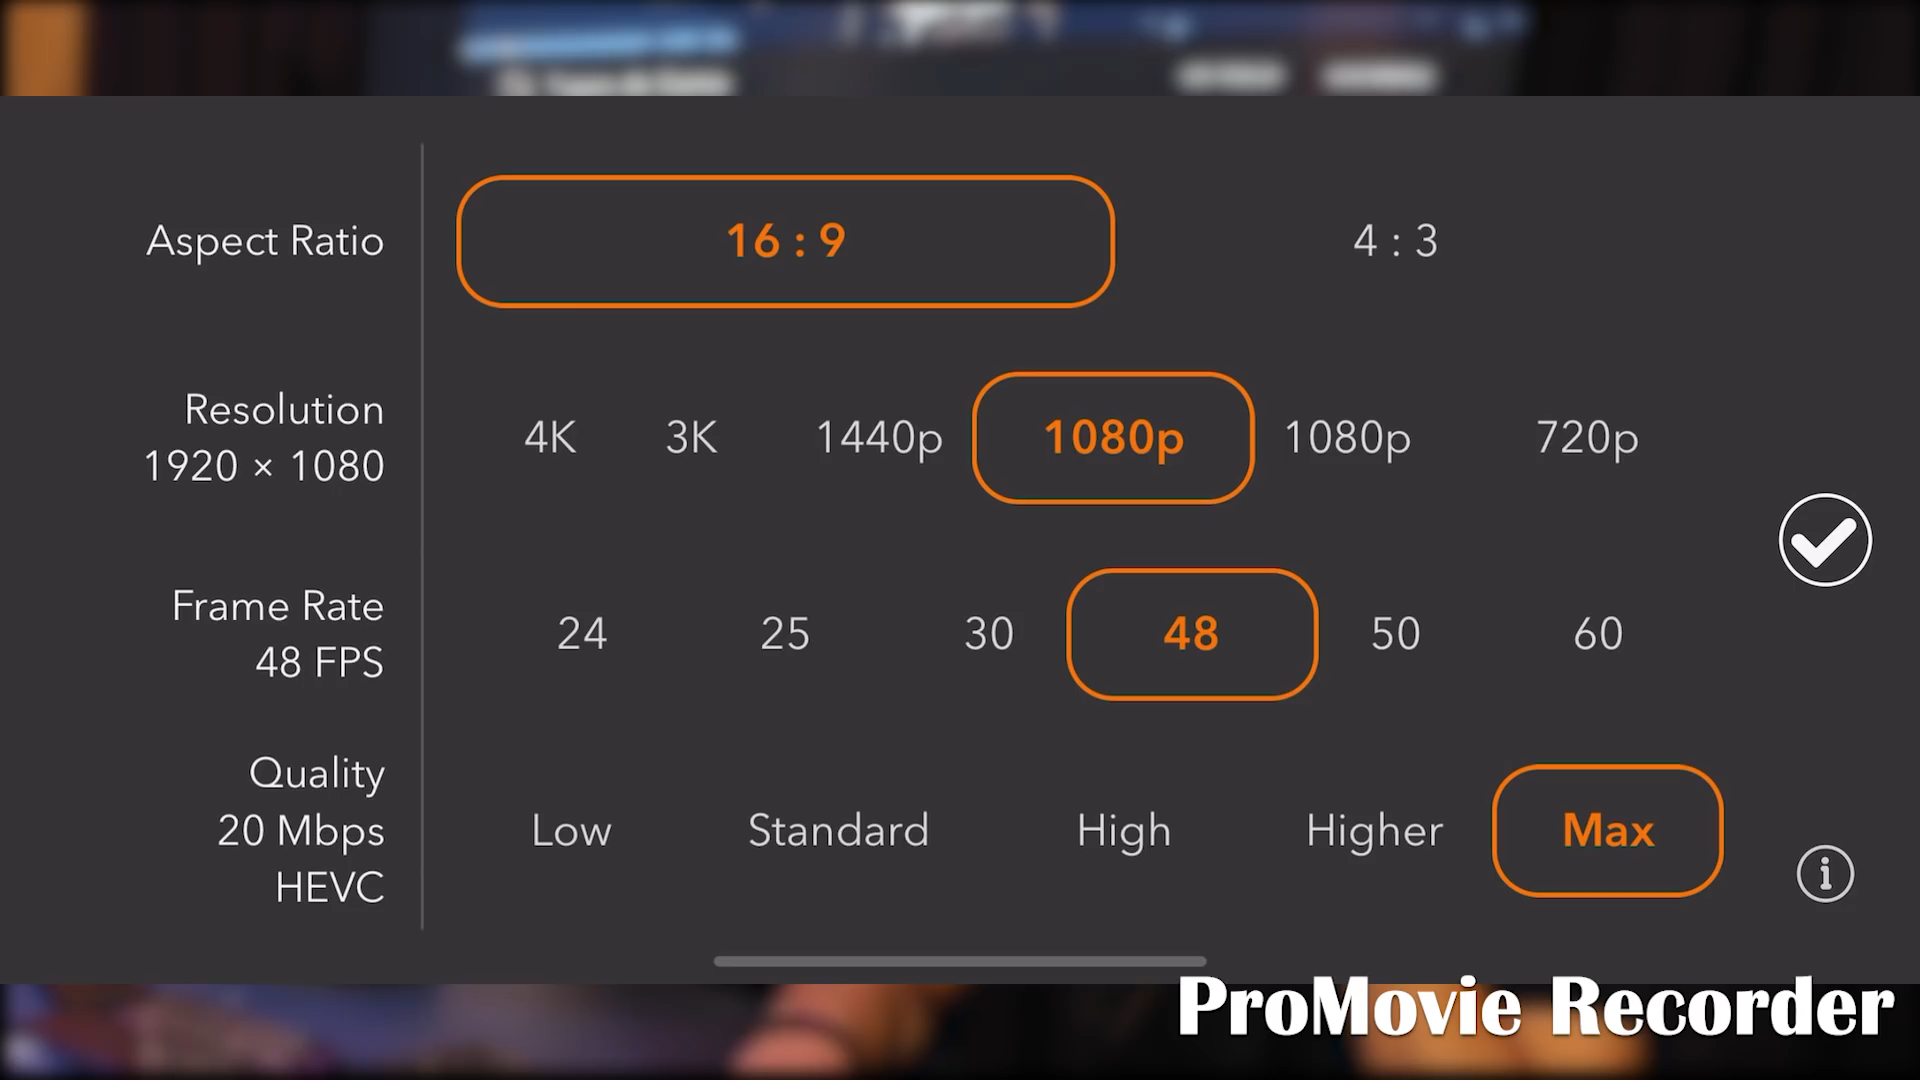 Aspect Ratio 16 : 9 4 : 3
Resolution
1920 × 1080
4K 3K 1440p 1080p 1080p 720p
Frame Rate
48 FPS
24 25 30 48 50 60
Quality
20 Mbps
HEVC
Low Standard High Higher Max
i
ProMovie Recorder